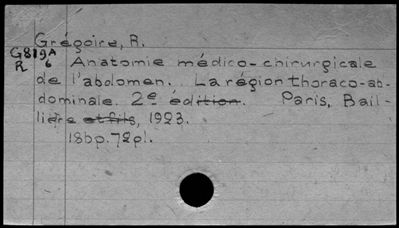 Grégoire, R.
G819A Anatomie médico-chirurgicale
R 6
de l'abdomen. La région thoraco-ab-
dominale. 2e édition. Paris, Bail-
lière et fils, 1923.
18bp. 72pl.